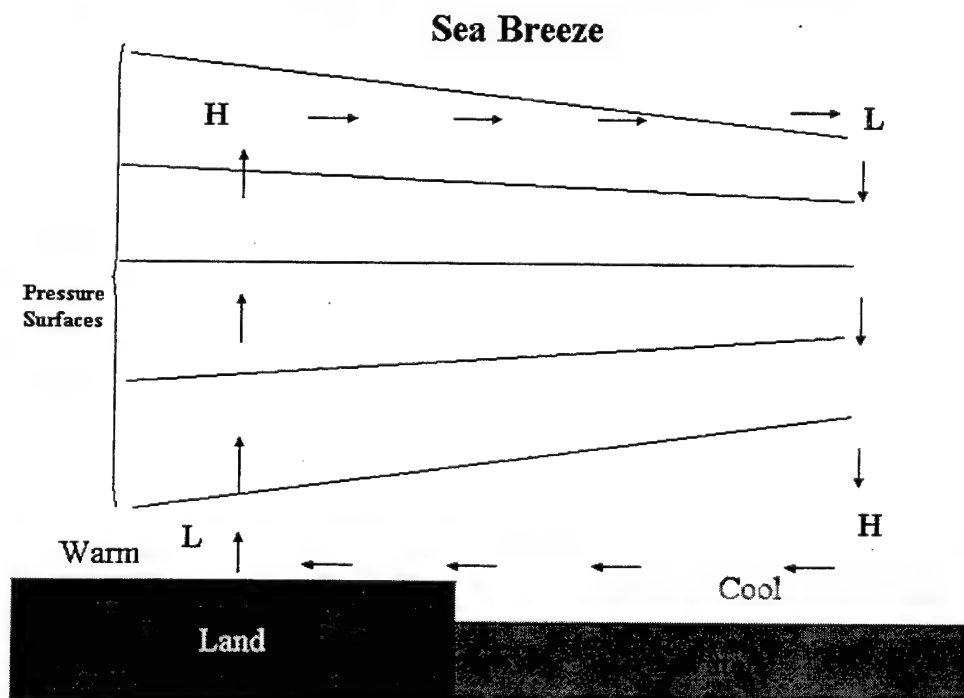 Sea Breeze
H
L
Pressure
Surfaces
H
L
Warm
Cool
Land